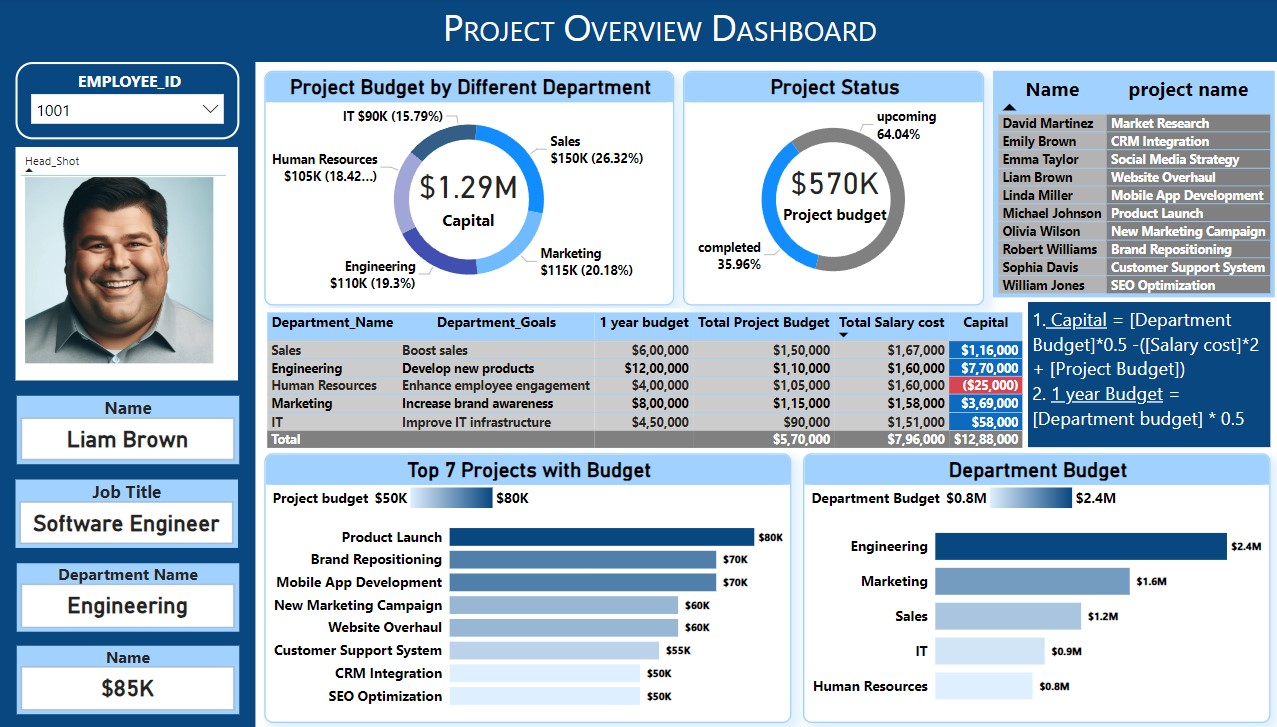 PROJECT OVERVIEW DASHBOARD
EMPLOYEE_ID
1001
Head_Shot
Name
Liam Brown
Job Title
Software Engineer
Department Name
Engineering
Name
$85K
Project Budget by Different Department
IT $90K (15.79%)
Sales
$150K (26.32%)
Human Resources
$105K (18.42...)
$1.29M
Capital
Marketing
$115K (20.18%)
Engineering
$110K (19.3%)
Project Status
upcoming
64.04%
$570K
Project budget
completed
35.96%
Name project name
David Martinez Market Research
Emily Brown CRM Integration
Emma Taylor Social Media Strategy
Liam Brown Website Overhaul
Linda Miller Mobile App Development
Michael Johnson Product Launch
Olivia Wilson New Marketing Campaign
Robert Williams Brand Repositioning
Sophia Davis Customer Support System
William Jones SEO Optimization
Department_Name Department_Goals 1 year budget Total Project Budget Total Salary cost Capital
Sales Boost sales $6,00,000 $1,50,000 $1,67,000 $1,16,000
Engineering Develop new products $12,00,000 $1,10,000 $1,60,000 $7,70,000
Human Resources Enhance employee engagement $4,00,000 $1,05,000 $1,60,000 ($25,000)
Marketing Increase brand awareness $8,00,000 $1,15,000 $1,58,000 $3,69,000
IT Improve IT infrastructure $4,50,000 $90,000 $1,51,000 $58,000
Total $5,70,000 $7,96,000 $12,88,000
1. Capital = [Department
Budget]*0.5 -([Salary cost]*2
+ [Project Budget])
2. 1 year Budget =
[Department budget] * 0.5
Top 7 Projects with Budget
Project budget $50K $80K
Product Launch $80K
Brand Repositioning $70K
Mobile App Development $70K
New Marketing Campaign $60K
Website Overhaul $60K
Customer Support System $55K
CRM Integration $50K
SEO Optimization $50K
Department Budget
Department Budget $0.8M $2.4M
Engineering $2.4M
Marketing $1.6M
Sales $1.2M
IT $0.9M
Human Resources $0.8M